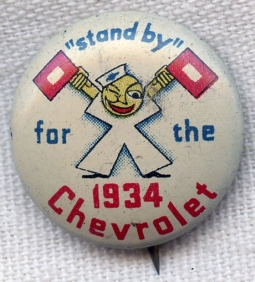 "stand by"
for the
1934
Chevrolet